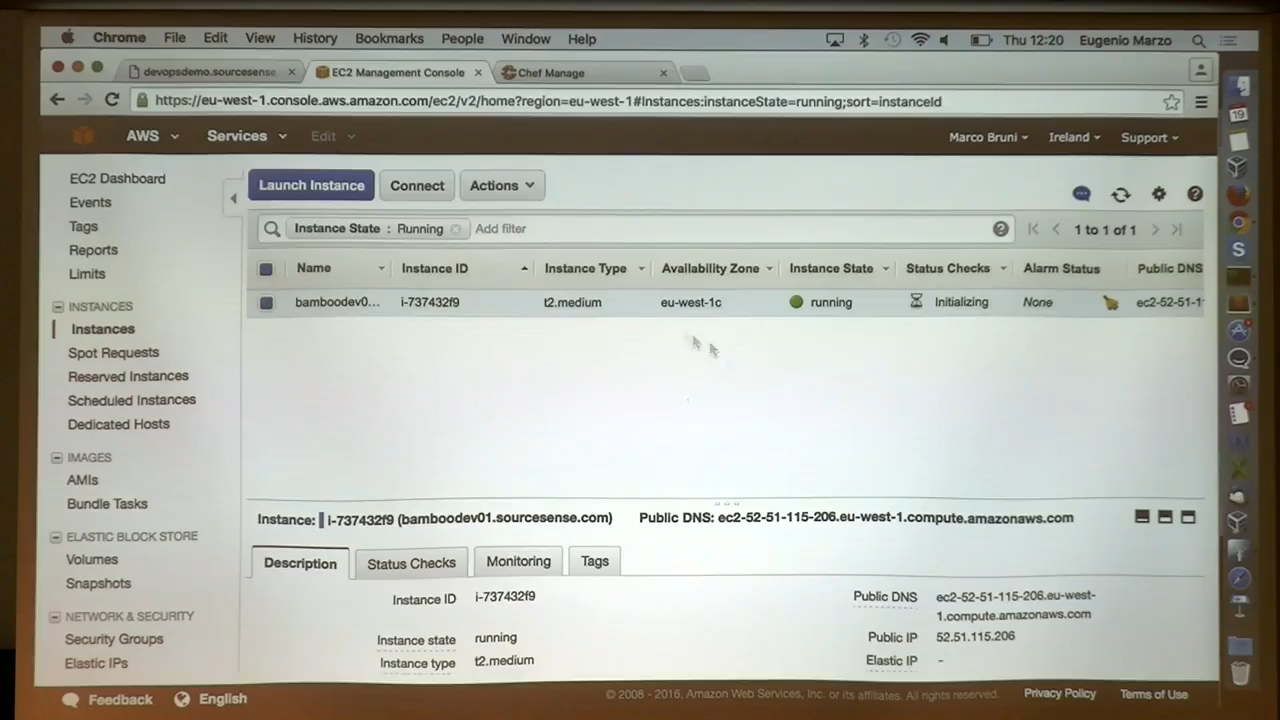 Chrome File Edit View History Bookmarks People Window Help Thu 12:20 Eugenio Marzo
devopsdemo.sourcesense EC2 Management Console Chef Manage
https://eu-west-1.console.aws.amazon.com/ec2/v2/home?region=eu-west-1#Instances:instanceState=running;sort=instanceId
AWS Services Edit Marco Bruni Ireland Support
EC2 Dashboard
Events
Tags
Reports
Limits
INSTANCES
Instances
Spot Requests
Reserved Instances
Scheduled Instances
Dedicated Hosts
IMAGES
AMIs
Bundle Tasks
ELASTIC BLOCK STORE
Volumes
Snapshots
NETWORK & SECURITY
Security Groups
Elastic IPs
Launch Instance Connect Actions
Instance State : Running Add filter 1 to 1 of 1
Name Instance ID Instance Type Availability Zone Instance State Status Checks Alarm Status Public DNS
bamboodev0... i-737432f9 t2.medium eu-west-1c running Initializing None ec2-52-51-1
Instance: i-737432f9 (bamboodev01.sourcesense.com) Public DNS: ec2-52-51-115-206.eu-west-1.compute.amazonaws.com
Description Status Checks Monitoring Tags
Instance ID i-737432f9
Instance state running
Instance type t2.medium
Public DNS ec2-52-51-115-206.eu-west-
1.compute.amazonaws.com
Public IP 52.51.115.206
Elastic IP -
Feedback English © 2008 - 2016, Amazon Web Services, Inc. or its affiliates. All rights reserved. Privacy Policy Terms of Use